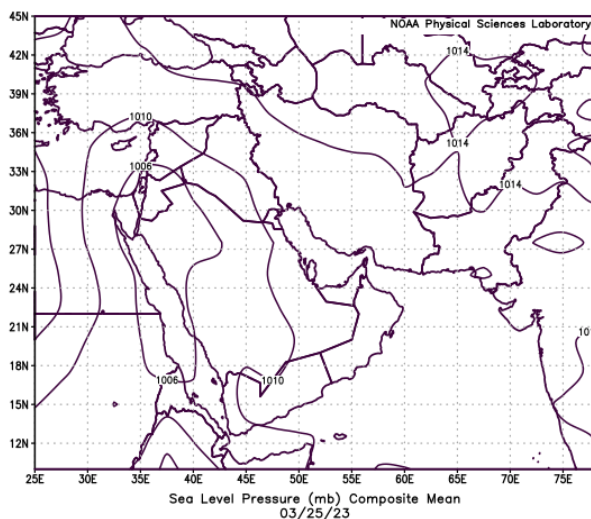 NOAA Physical Sciences Laboratory
45N
42N
39N
36N
33N
30N
27N
24N
21N
18N
15N
12N
1014
1014
1014
1010
1006
1006
1010
25E 30E 35E 40E 45E 50E 55E 60E 65E 70E 75E
Sea Level Pressure (mb) Composite Mean
03/25/23